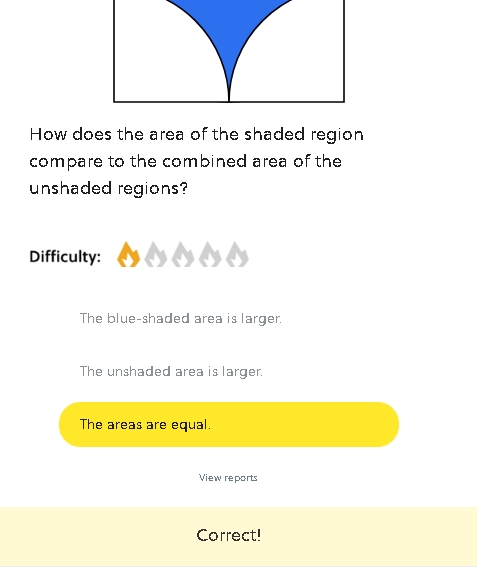 How does the area of the shaded region
compare to the combined area of the
unshaded regions?
Difficulty:
The blue-shaded area is larger.
The unshaded area is larger.
The areas are equal.
View reports
Correct!